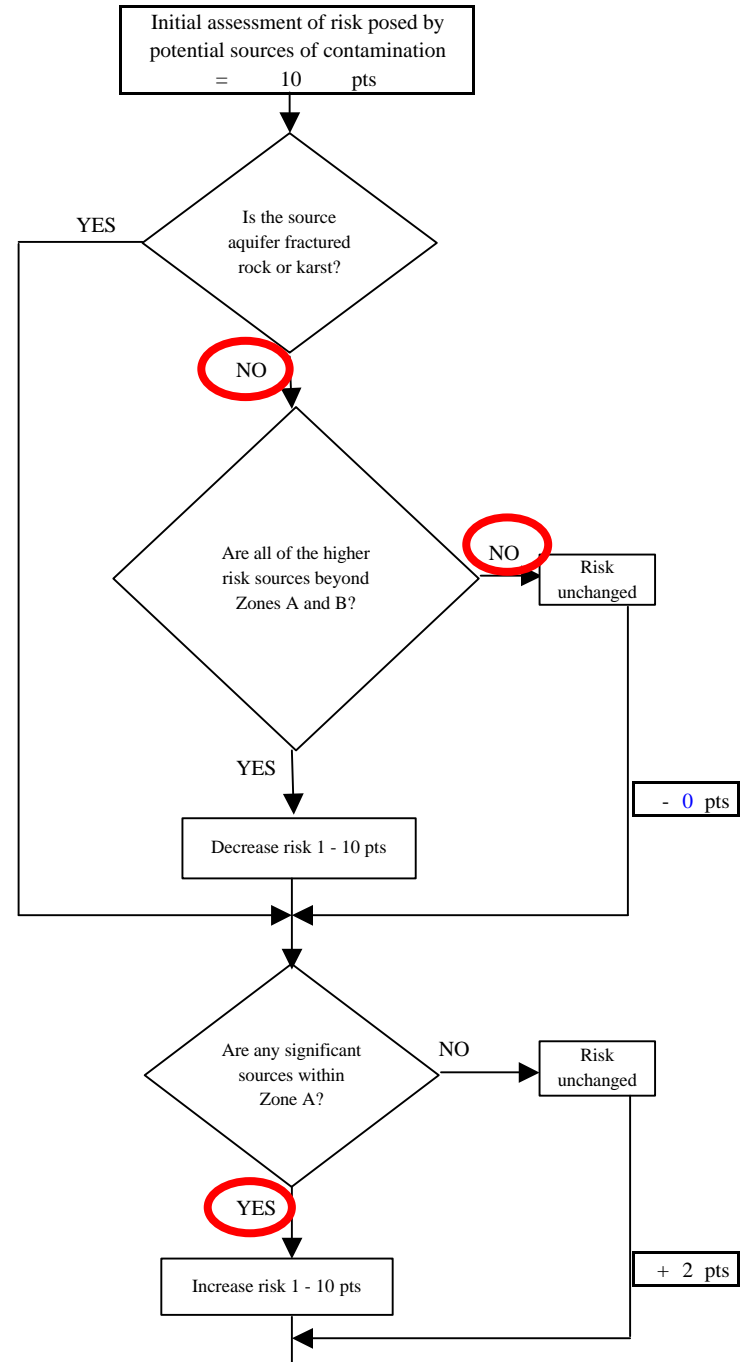 Initial assessment of risk posed by
potential sources of contamination
= 10 pts
YES
Is the source
aquifer fractured
rock or karst?
NO
Are all of the higher
risk sources beyond
Zones A and B?
NO
Risk
unchanged
YES
- 0 pts
Decrease risk 1 - 10 pts
Are any significant
sources within
Zone A?
NO
Risk
unchanged
YES
+ 2 pts
Increase risk 1 - 10 pts